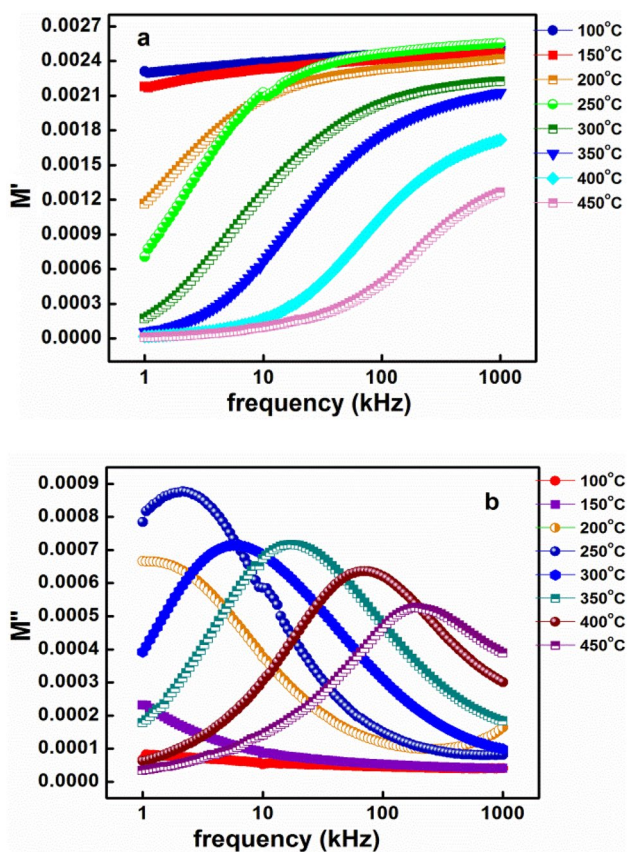 a
0.0027
0.0024
0.0021
0.0018
0.0015
0.0012
0.0009
0.0006
0.0003
0.0000
M'
1 10 100 1000
frequency (kHz)
100°C
150°C
200°C
250°C
300°C
350°C
400°C
450°C
b
0.0009
0.0008
0.0007
0.0006
0.0005
0.0004
0.0003
0.0002
0.0001
0.0000
M"
1 10 100 1000
frequency (kHz)
100°C
150°C
200°C
250°C
300°C
350°C
400°C
450°C